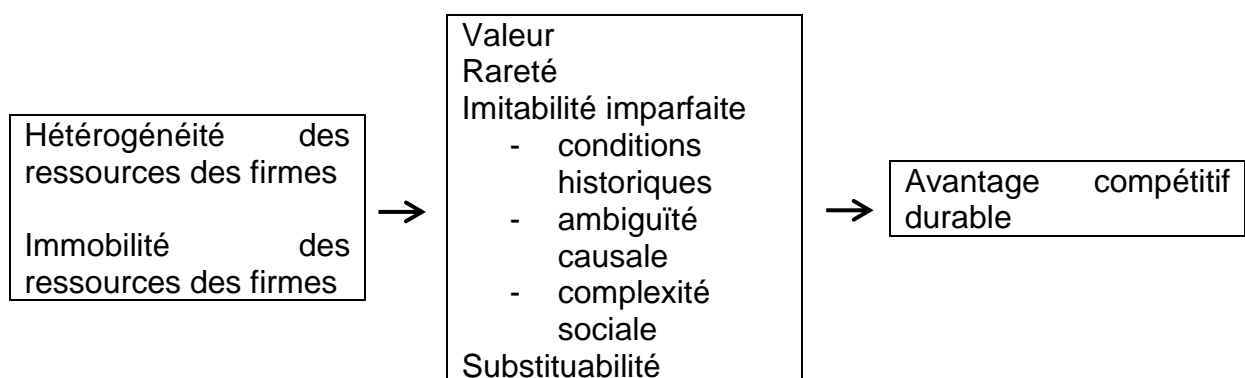 Hétérogénéité des
ressources des firmes
Immobilité des
ressources des firmes
Valeur
Rareté
Imitabilité imparfaite
- conditions
historiques
- ambiguïté
causale
- complexité
sociale
Substituabilité
Avantage compétitif
durable